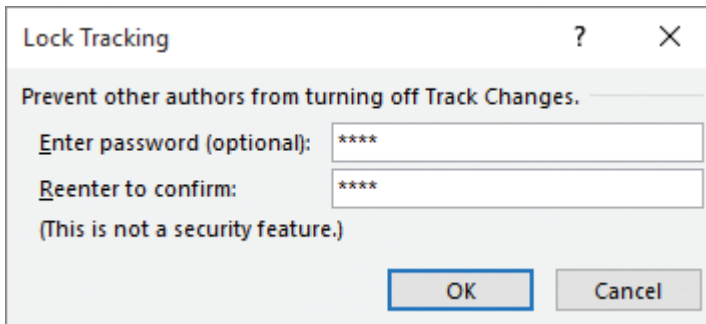 Lock Tracking ?
Prevent other authors from turning off Track Changes.
Enter password (optional): ****
Reenter to confirm: ****
(This is not a security feature.)
OK Cancel